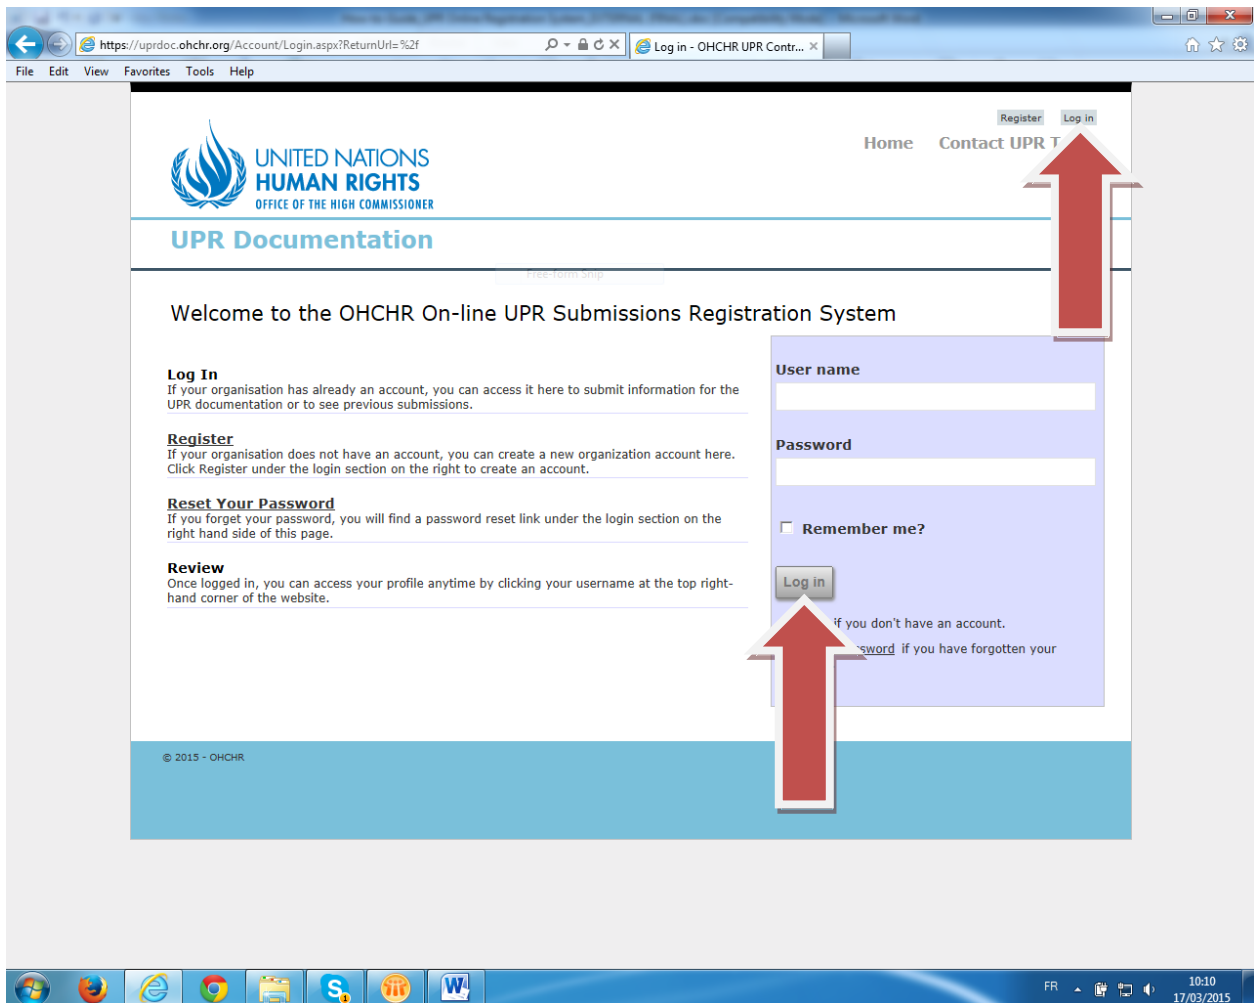 https://uprdoc.ohchr.org/Account/Login.aspx?ReturnUrl=%2f
Log in - OHCHR UPR Contr...
File Edit View Favorites Tools Help
Register Log in
Home Contact UPR T
UNITED NATIONS
HUMAN RIGHTS
OFFICE OF THE HIGH COMMISSIONER
UPR Documentation
Free-form Snip
Welcome to the OHCHR On-line UPR Submissions Registration System
Log In
If your organisation has already an account, you can access it here to submit information for the
UPR documentation or to see previous submissions.
Register
If your organisation does not have an account, you can create a new organization account here.
Click Register under the login section on the right to create an account.
Reset Your Password
If you forget your password, you will find a password reset link under the login section on the
right hand side of this page.
Review
Once logged in, you can access your profile anytime by clicking your username at the top right-
hand corner of the website.
User name
Password
Remember me?
Log in
if you don't have an account.
sword if you have forgotten your
© 2015 - OHCHR
FR
10:10
17/03/2015